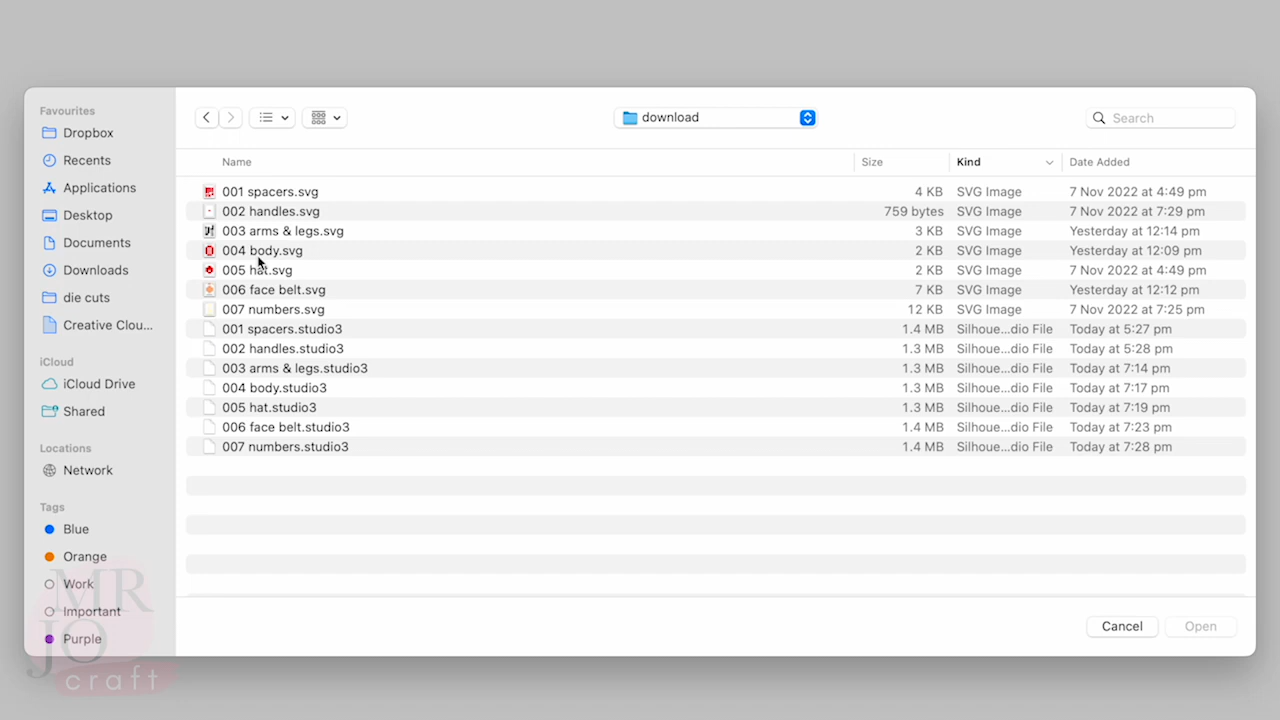 Favourites
Dropbox
Recents
Applications
Desktop
Documents
Downloads
die cuts
Creative Clou...
iCloud
iCloud Drive
Shared
Locations
Network
Tags
Blue
Orange
Work
Important
Purple
download
Search
Name Size Kind Date Added
001 spacers.svg 4 KB SVG Image 7 Nov 2022 at 4:49 pm
002 handles.svg 759 bytes SVG Image 7 Nov 2022 at 7:29 pm
003 arms & legs.svg 3 KB SVG Image Yesterday at 12:14 pm
004 body.svg 2 KB SVG Image Yesterday at 12:09 pm
005 hat.svg 2 KB SVG Image 7 Nov 2022 at 4:49 pm
006 face belt.svg 7 KB SVG Image Yesterday at 12:12 pm
007 numbers.svg 12 KB SVG Image 7 Nov 2022 at 7:25 pm
001 spacers.studio3 1.4 MB Silhoue...dio File Today at 5:27 pm
002 handles.studio3 1.3 MB Silhoue...dio File Today at 5:28 pm
003 arms & legs.studio3 1.3 MB Silhoue...dio File Today at 7:14 pm
004 body.studio3 1.3 MB Silhoue...dio File Today at 7:17 pm
005 hat.studio3 1.3 MB Silhoue...dio File Today at 7:19 pm
006 face belt.studio3 1.4 MB Silhoue...dio File Today at 7:23 pm
007 numbers.studio3 1.4 MB Silhoue...dio File Today at 7:28 pm
Cancel Open
MR
JO
craft